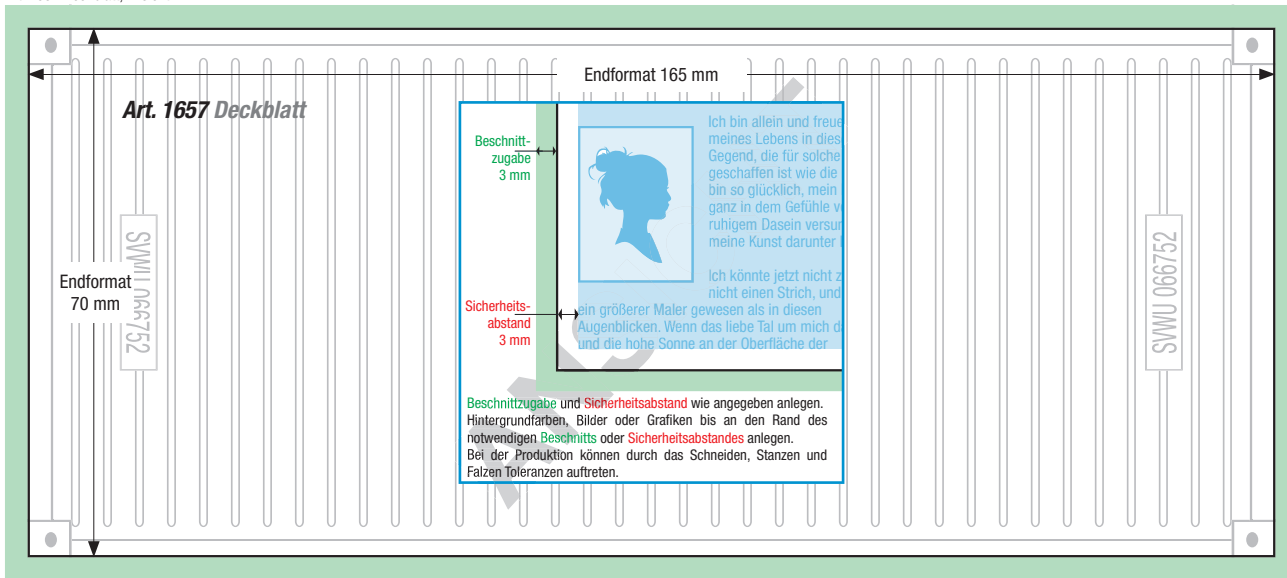 Endformat 165 mm
Art. 1657 Deckblatt
Beschnitt-
zugabe
3 mm
Ich bin allein und freue
meines Lebens in dies
Gegend, die für solche
geschaffen ist wie die
bin so glücklich, mein
ganz in dem Gefühle v
ruhigem Dasein versur
meine Kunst darunter
Ich könnte jetzt nicht z
nicht einen Strich, und
ein größerer Maler gewesen als in diesen
Augenblicken. Wenn das liebe Tal um mich d
und die hohe Sonne an der Oberfläche der
SVWU 066752
Endformat
70 mm
Sicherheits-
abstand
3 mm
SVWU 066752
Beschnittzugabe und Sicherheitsabstand wie angegeben anlegen.
Hintergrundfarben, Bilder oder Grafiken bis an den Rand des
notwendigen Beschnitts oder Sicherheitsabstandes anlegen.
Bei der Produktion können durch das Schneiden, Stanzen und
Falzen Toleranzen auftreten.